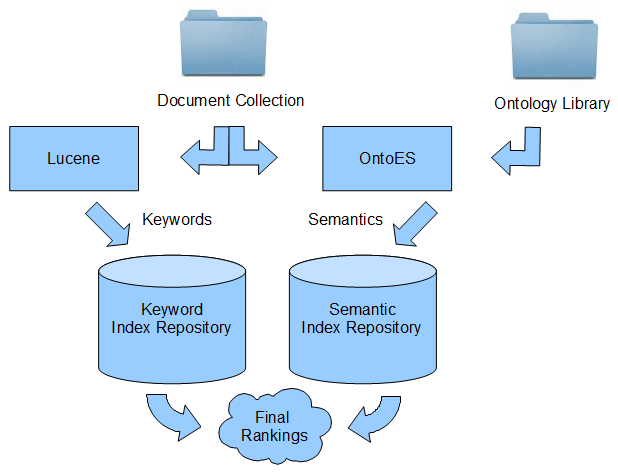 Document Collection
Ontology Library
Lucene
OntoES
Keywords
Semantics
Keyword
Index Repository
Semantic
Index Repository
Final
Rankings